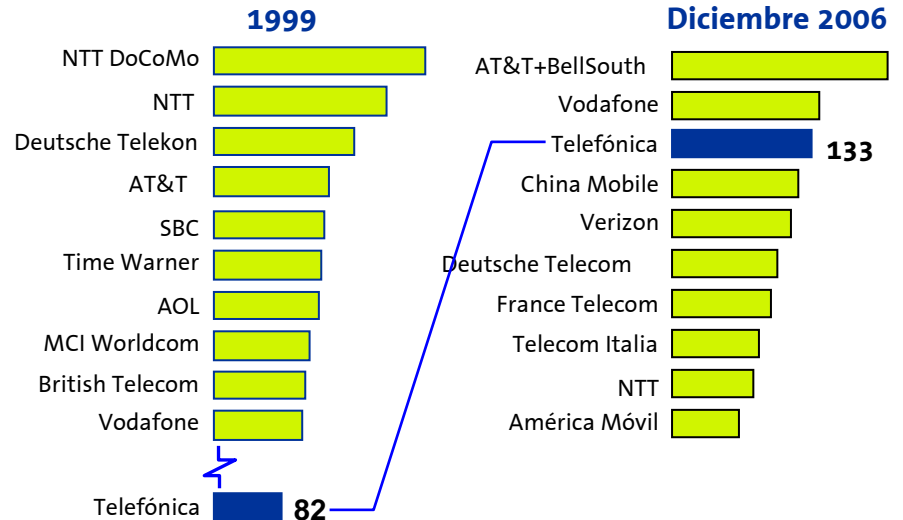 1999
NTT DoCoMo
NTT
Deutsche Telekon
AT&T
SBC
Time Warner
AOL
MCI Worldcom
British Telecom
Vodafone
Telefónica 82
Diciembre 2006
AT&T+BellSouth
Vodafone
Telefónica 133
China Mobile
Verizon
Deutsche Telecom
France Telecom
Telecom Italia
NTT
América Móvil